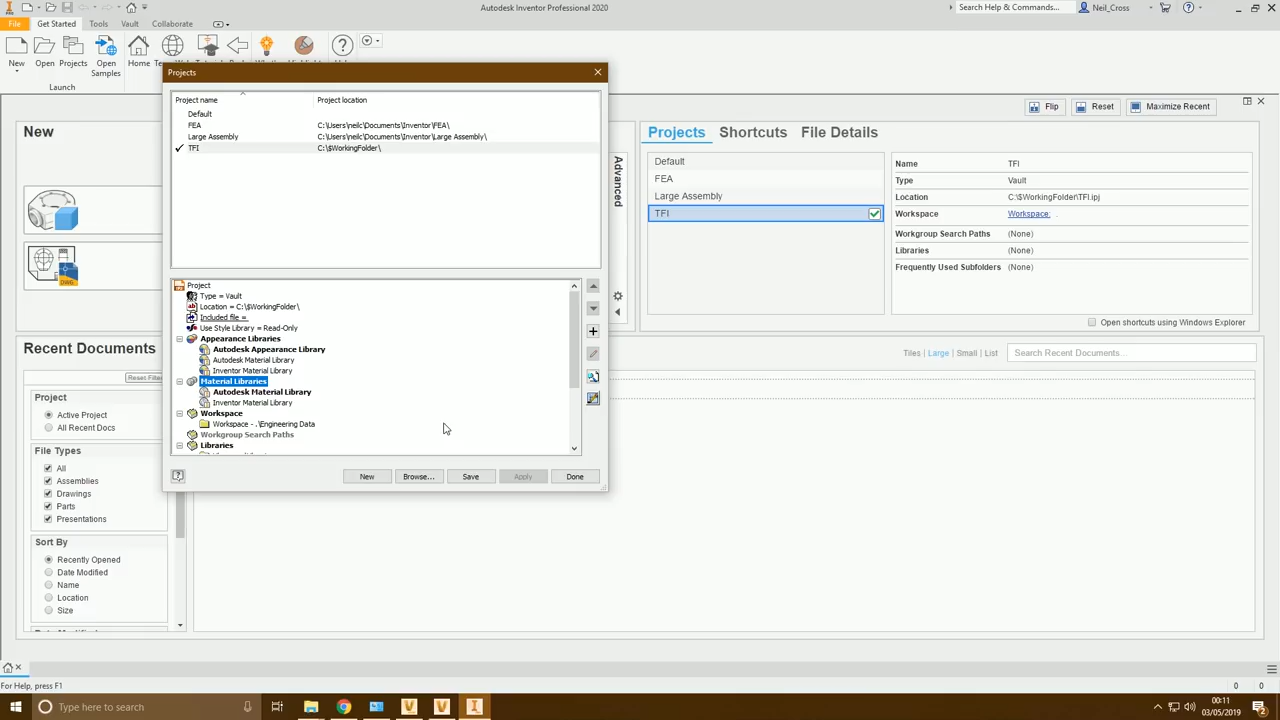 Autodesk Inventor Professional 2020
Search Help & Commands...
Neil_Cross
File
Get Started
Tools
Vault
Collaborate
New
Open
Projects
Open Samples
Home
Launch
Flip
Reset
Maximize Recent
New
Advanced
Projects
Project name
Project location
Default
FEA
C:\Users\neilc\Documents\Inventor\FEA\
Large Assembly
C:\Users\neilc\Documents\Inventor\Large Assembly\
TFI
C:\$WorkingFolder\
Project
Type = Vault
Location = C:\$WorkingFolder\
Included file =
Use Style Library = Read-Only
Appearance Libraries
Autodesk Appearance Library
Autodesk Material Library
Inventor Material Library
Material Libraries
Autodesk Material Library
Inventor Material Library
Workspace
Workspace - .\Engineering Data
Workgroup Search Paths
Libraries
New
Browse...
Save
Apply
Done
Projects
Shortcuts
File Details
Default
FEA
Large Assembly
TFI
Name TFI
Type Vault
Location C:\$WorkingFolder\TFI.ipj
Workspace Workspace: .
Workgroup Search Paths (None)
Libraries (None)
Frequently Used Subfolders (None)
Open shortcuts using Windows Explorer
Recent Documents
Tiles | Large | Small | List
Search Recent Documents...
Project
Active Project
All Recent Docs
File Types
All
Assemblies
Drawings
Parts
Presentations
Sort By
Recently Opened
Date Modified
Name
Location
Size
For Help, press F1
0 0
Type here to search
00:11
03/05/2019
2